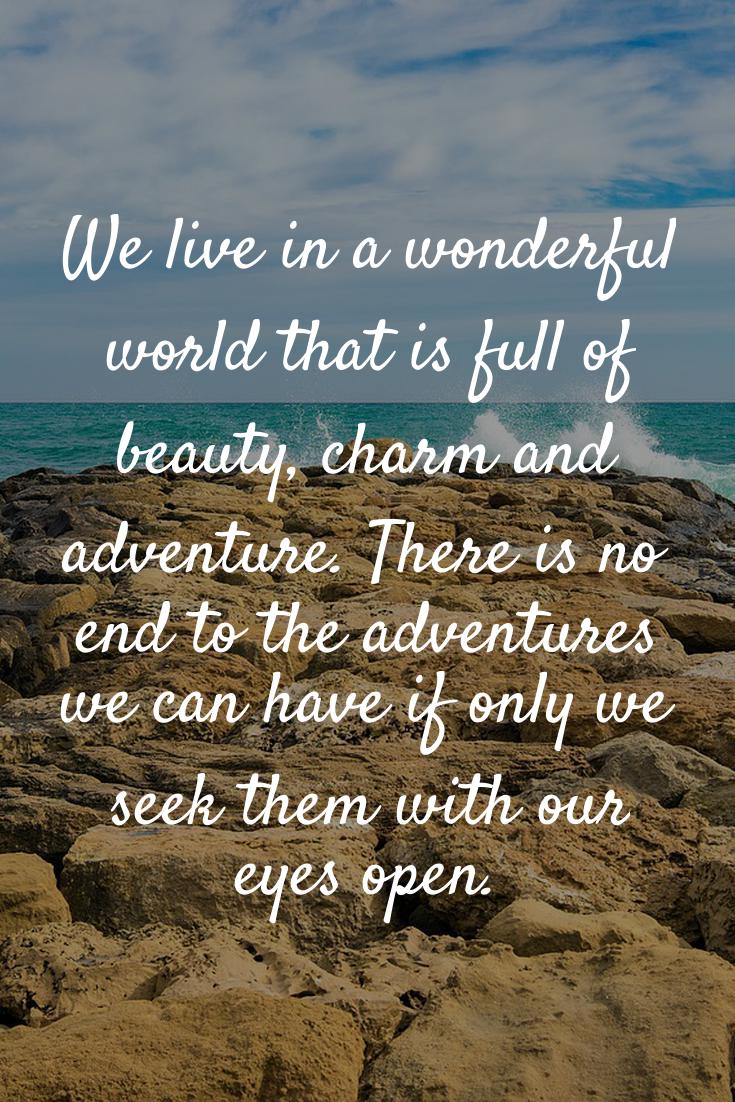 We live in a wonderful
world that is full of
beauty, charm and
adventure. There is no
end to the adventures
we can have if only we
seek them with our
eyes open.